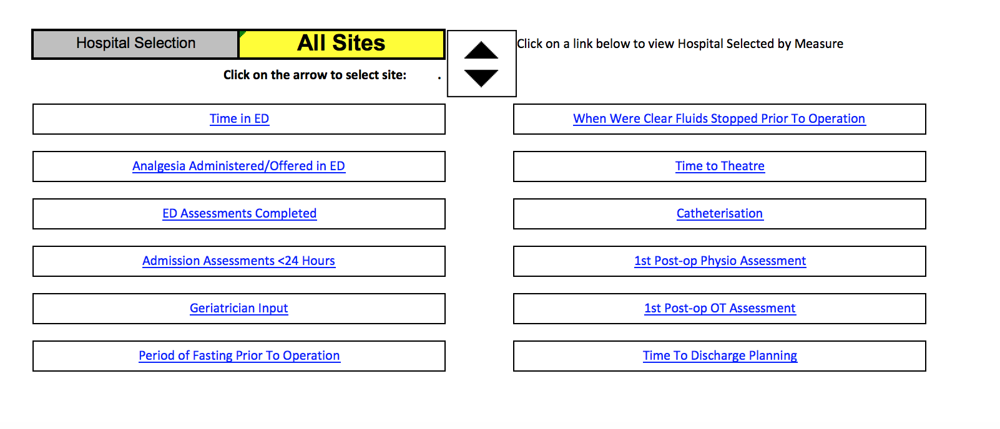 Hospital Selection
All Sites
Click on a link below to view Hospital Selected by Measure
Click on the arrow to select site: .
Time in ED
When Were Clear Fluids Stopped Prior To Operation
Analgesia Administered/Offered in ED
Time to Theatre
ED Assessments Completed
Catheterisation
Admission Assessments <24 Hours
1st Post-op Physio Assessment
Geriatrician Input
1st Post-op OT Assessment
Period of Fasting Prior To Operation
Time To Discharge Planning